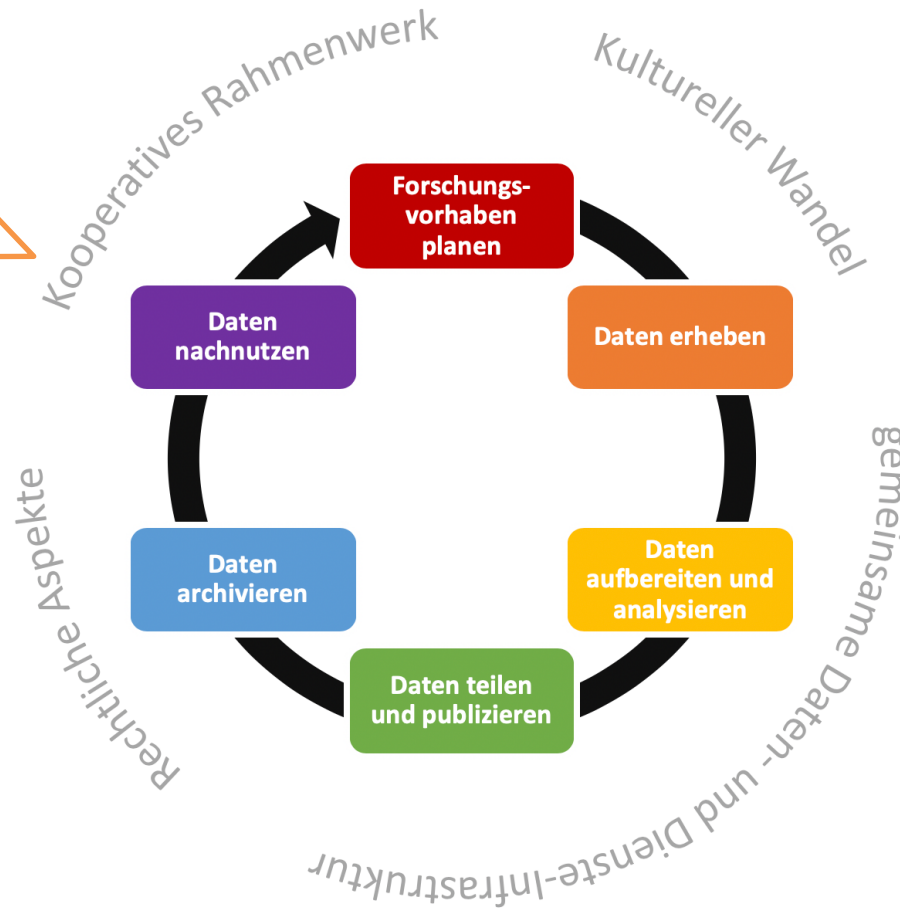 Kooperatives Rahmenwerk
Kultureller Wandel
Forschungs-
vorhaben
planen
Daten erheben
Daten
aufbereiten und
analysieren
Daten teilen
und publizieren
Daten
archivieren
Daten
nachnutzen
gemeinsame Daten- und Dienste-Infrastruktur
Rechtliche Aspekte